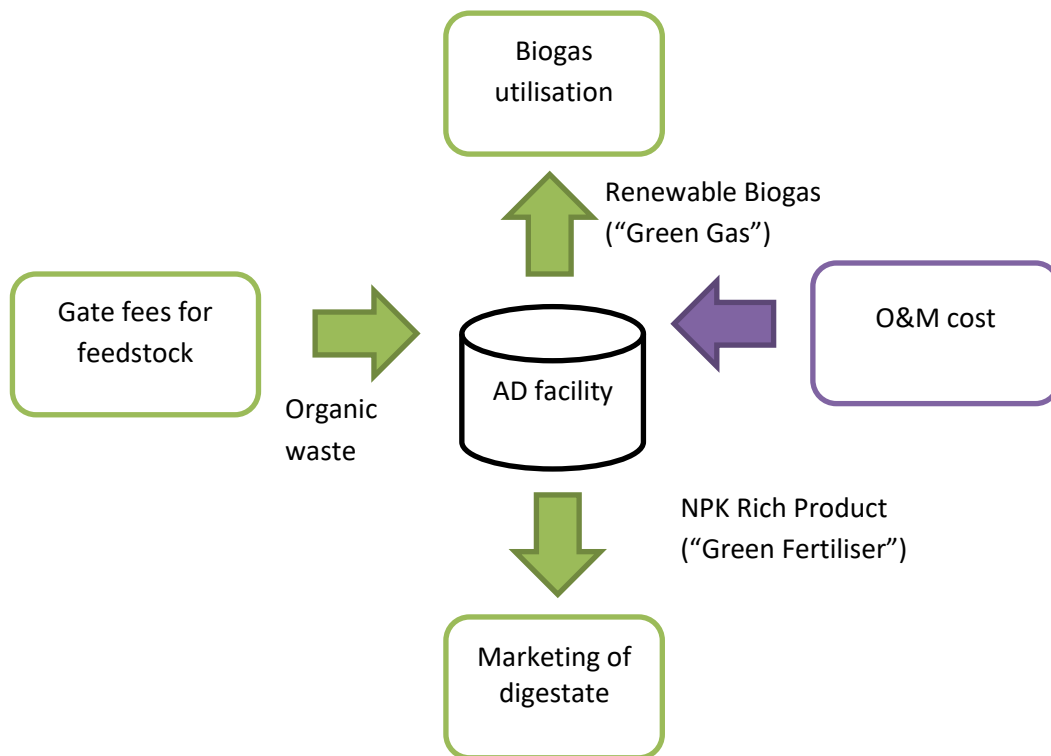 Biogas
utilisation
Renewable Biogas
(“Green Gas”)
Gate fees for
feedstock
O&M cost
AD facility
Organic
waste
NPK Rich Product
(“Green Fertiliser”)
Marketing of
digestate